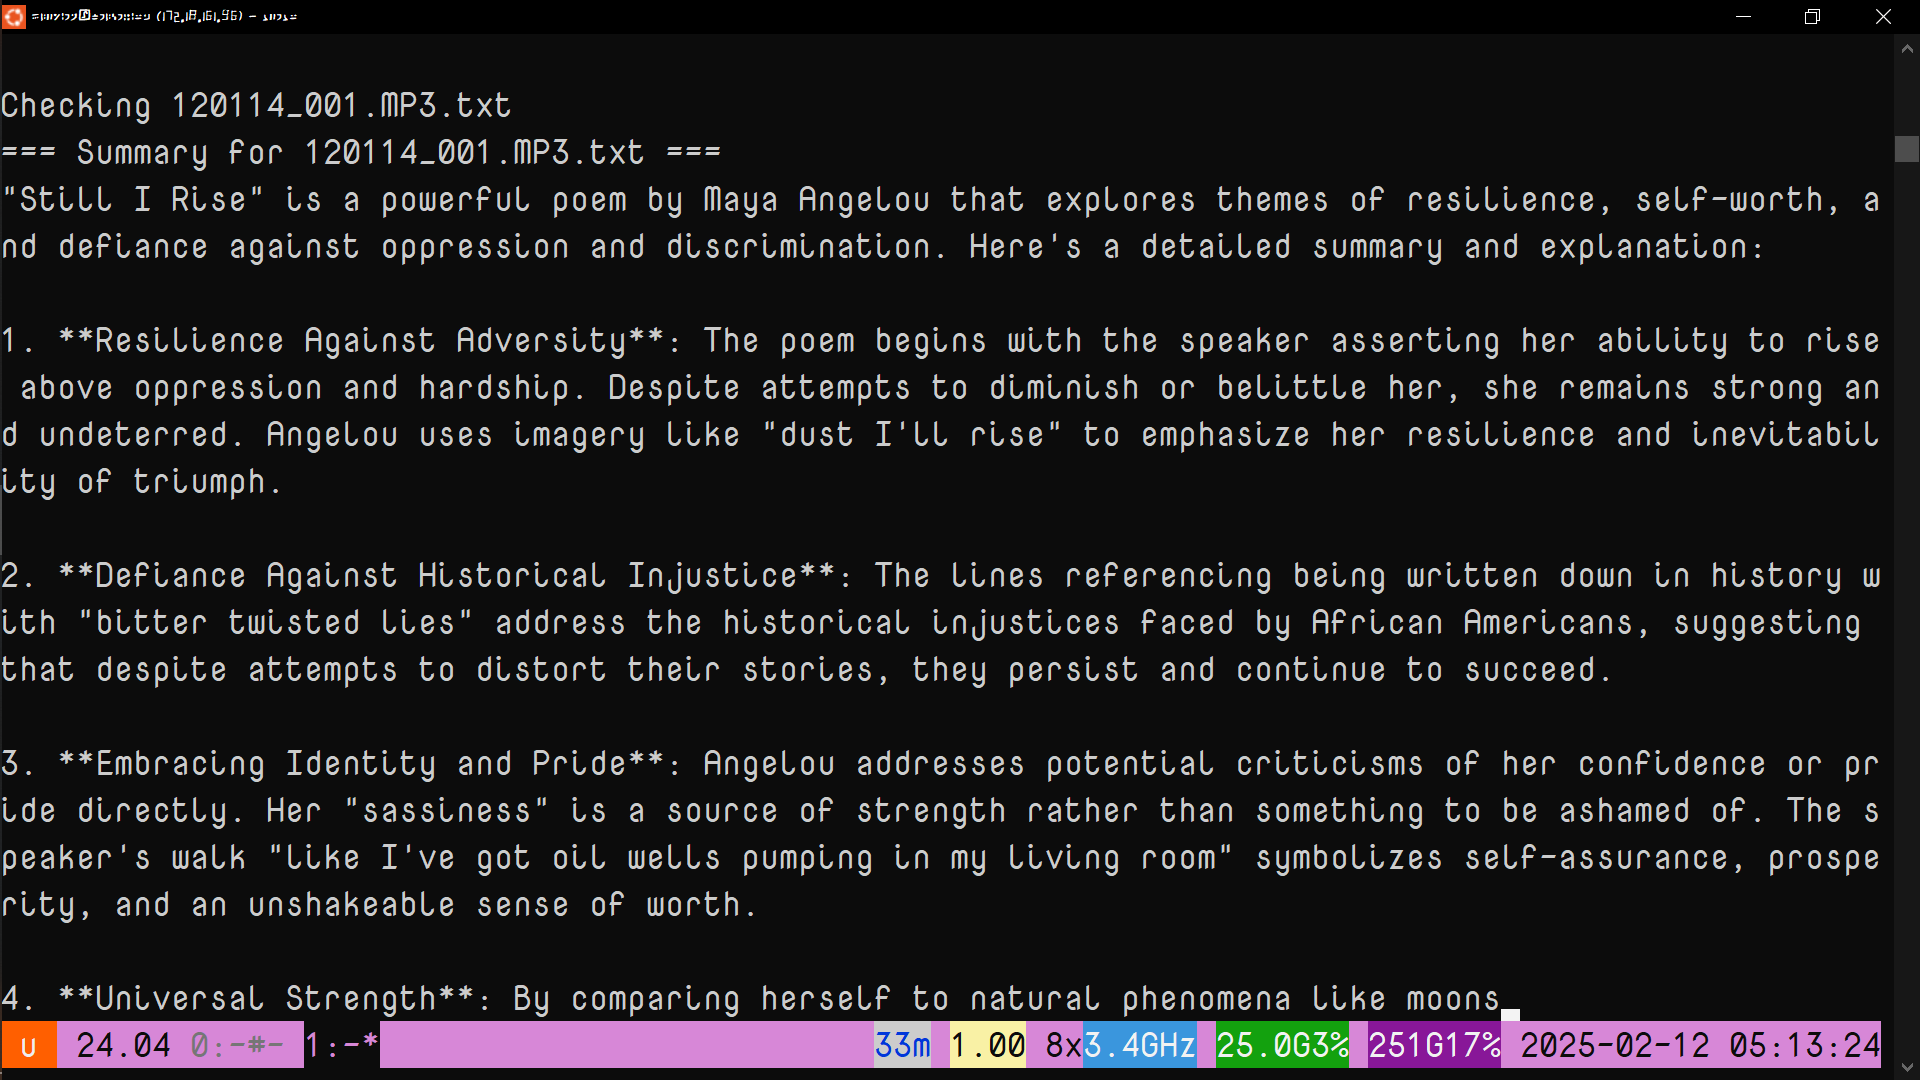 (172.18.161.96) -
Checking 120114_001.MP3.txt
=== Summary for 120114_001.MP3.txt ===
"Still I Rise" is a powerful poem by Maya Angelou that explores themes of resilience, self-worth, a
nd defiance against oppression and discrimination. Here's a detailed summary and explanation:
1. **Resilience Against Adversity**: The poem begins with the speaker asserting her ability to rise
above oppression and hardship. Despite attempts to diminish or belittle her, she remains strong an
d undeterred. Angelou uses imagery like "dust I'll rise" to emphasize her resilience and inevitabil
ity of triumph.
2. **Defiance Against Historical Injustice**: The lines referencing being written down in history w
ith "bitter twisted lies" address the historical injustices faced by African Americans, suggesting
that despite attempts to distort their stories, they persist and continue to succeed.
3. **Embracing Identity and Pride**: Angelou addresses potential criticisms of her confidence or pr
ide directly. Her "sassiness" is a source of strength rather than something to be ashamed of. The s
peaker's walk "like I've got oil wells pumping in my living room" symbolizes self-assurance, prospe
rity, and an unshakeable sense of worth.
4. **Universal Strength**: By comparing herself to natural phenomena like moons
u 24.04 0:-#- 1:-* 33m 1.00 8x3.4GHz 25.0G3% 251G17% 2025-02-12 05:13:24